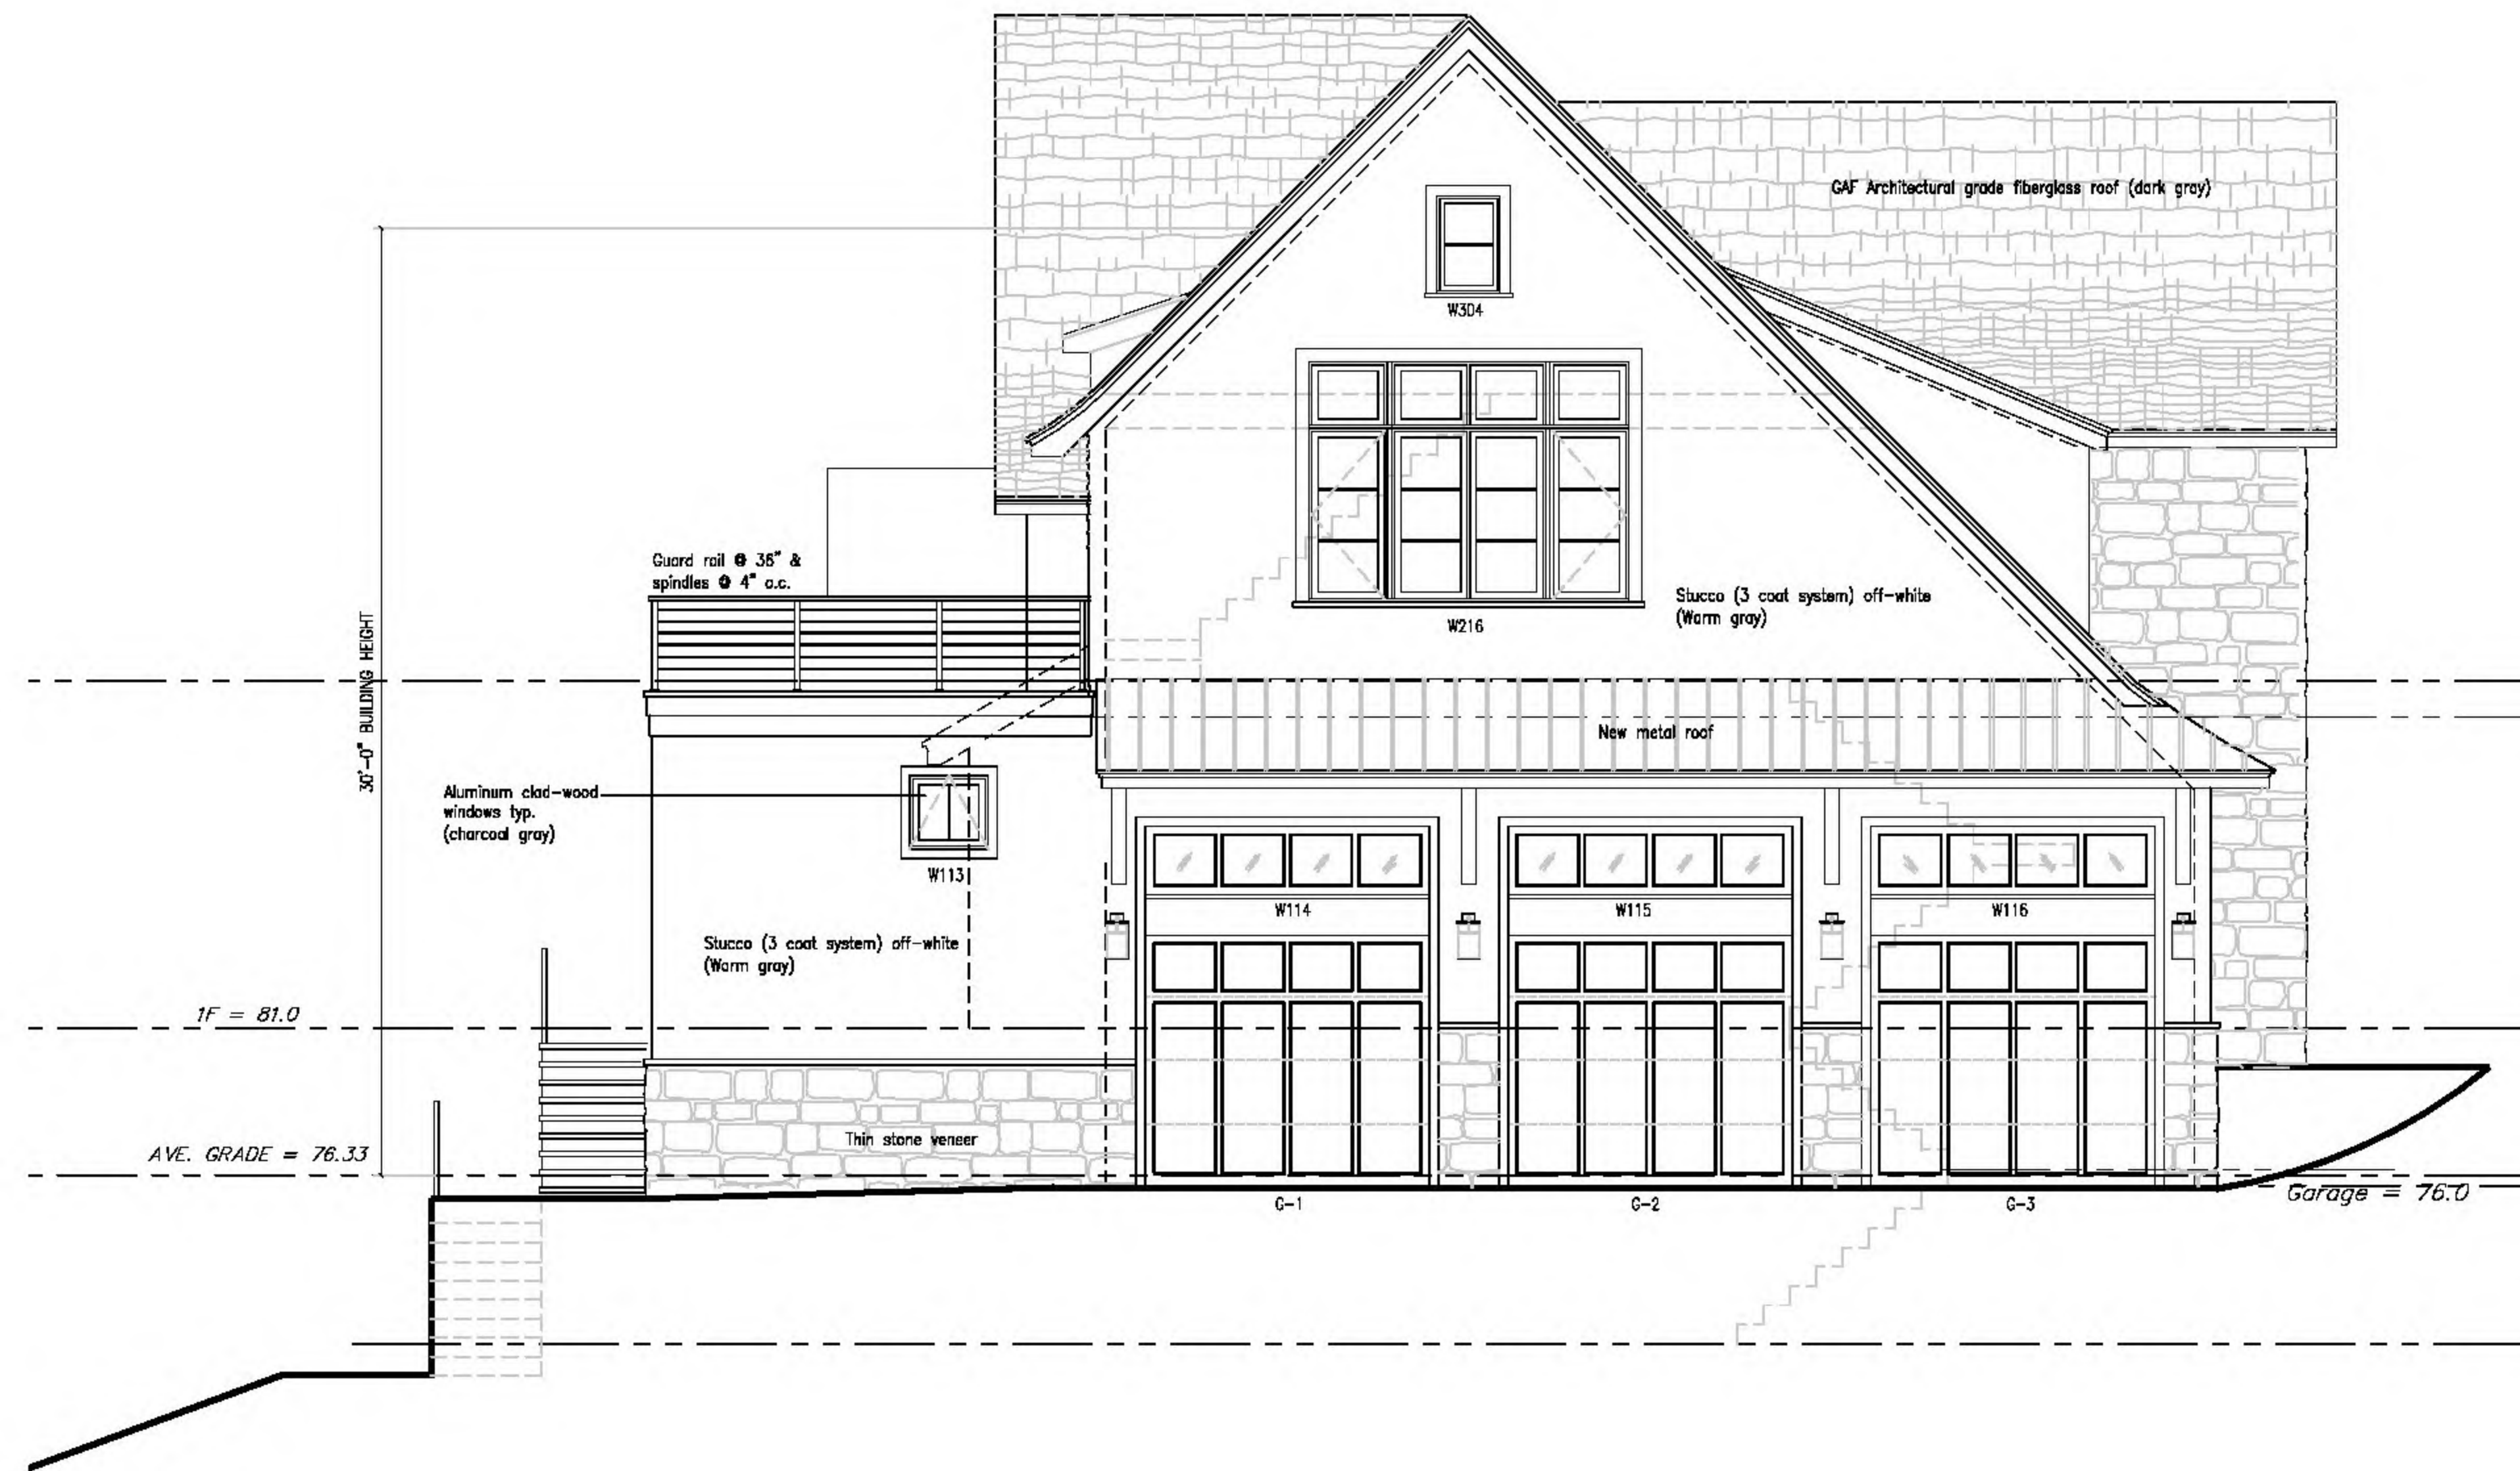 GAF Architectural grade fiberglass roof (dark gray)
W304
Guard rail @ 36" &
spindles @ 4" o.c.
Stucco (3 coat system) off-white
(Warm gray)
W216
30'-0" BUILDING HEIGHT
New metal roof
Aluminum clad-wood
windows typ.
(charcoal gray)
W113
W114
W115
W116
Stucco (3 coat system) off-white
(Warm gray)
1F = 81.0
Thin stone veneer
AVE. GRADE = 76.33
Garage = 76.0
G-1
G-2
G-3